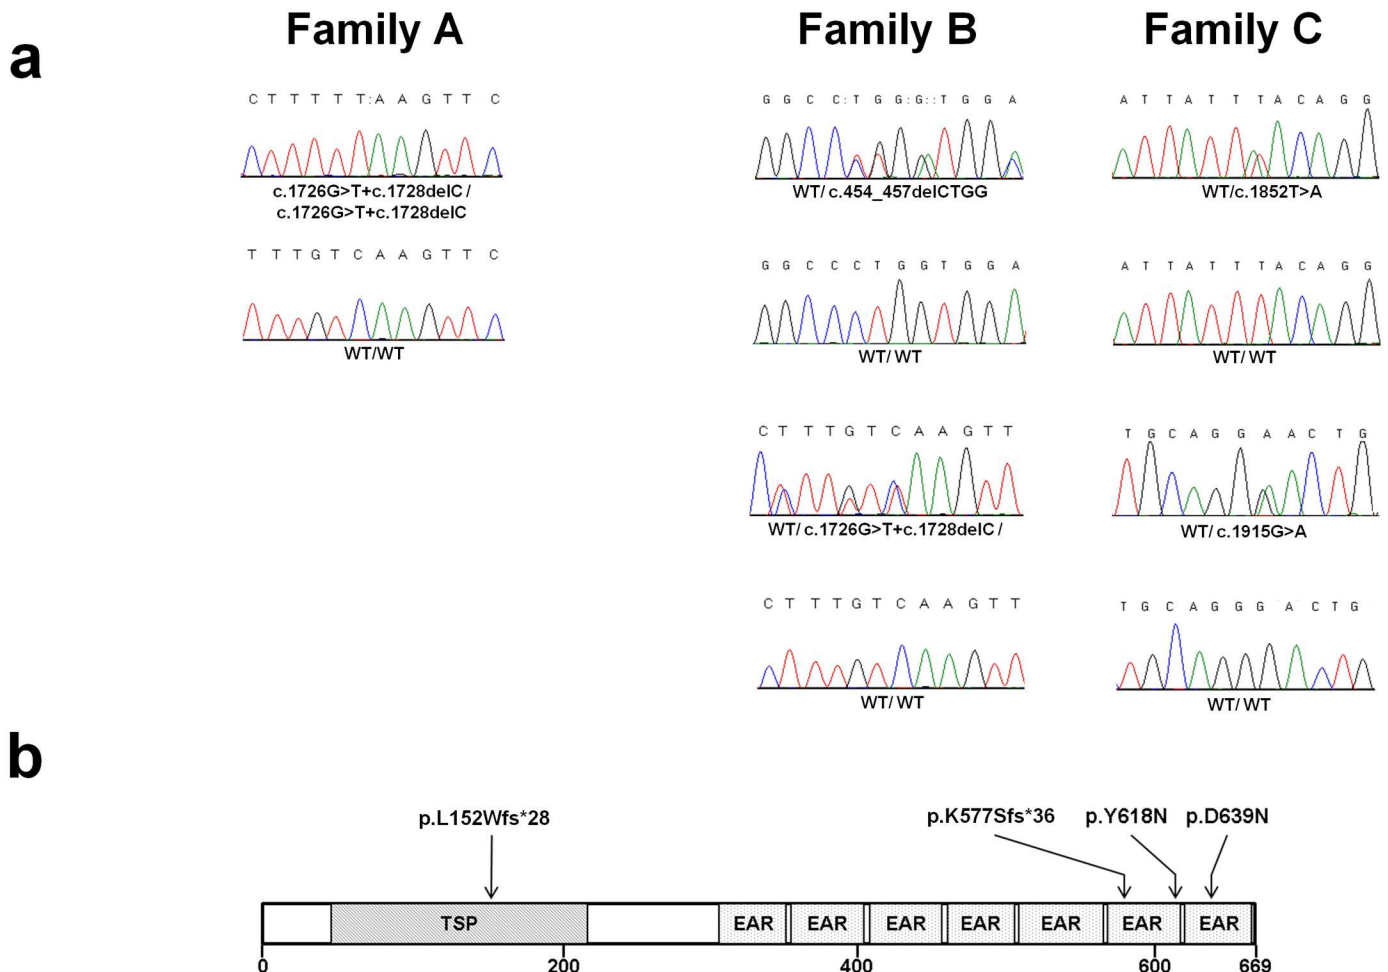 a
Family A
Family B
Family C
C T T T T T:A A G T T C
c.1726G>T+c.1728delC /
c.1726G>T+c.1728delC
T T T G T C A A G T T C
WT/WT
G G C C:T G G:G::T G G A
WT/ c.454_457delCTGG
G G C C C T G G T G G A
WT/ WT
C T T T G T C A A G T T
WT/ c.1726G>T+c.1728delC /
C T T T G T C A A G T T
WT/ WT
A T T A T T T A C A G G
WT/c.1852T>A
A T T A T T T A C A G G
WT/ WT
T G C A G G A A C T G
WT/ c.1915G>A
T G C A G G G A C T G
WT/ WT
b
p.L152Wfs*28
p.K577Sfs*36
p.Y618N
p.D639N
TSP
EAR
EAR
EAR
EAR
EAR
EAR
EAR
0
200
400
600
669